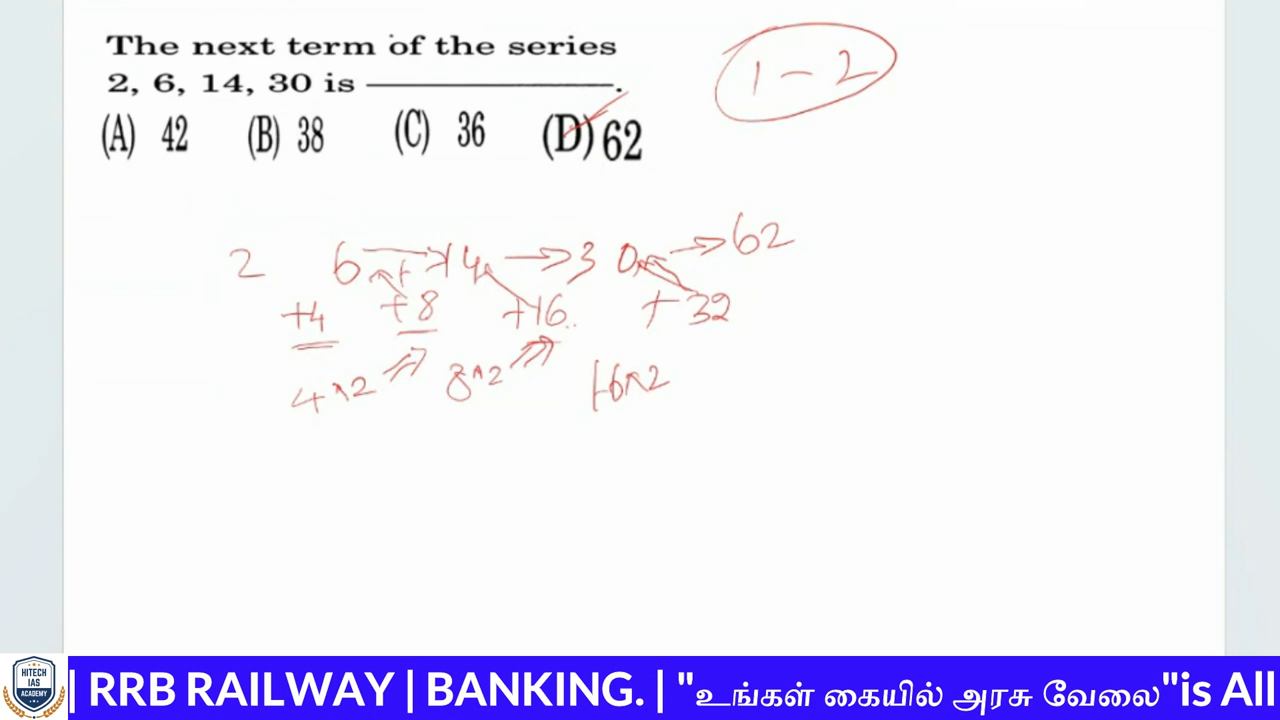 The next term of the series
2, 6, 14, 30 is ——————.
(A) 42 (B) 38 (C) 36 (D) 62
1 - 2
2 6 14 30 62
+4 +8 +16 +32
4×2 8×2 16×2
HITECH
IAS
ACADEMY
| RRB RAILWAY | BANKING. | "உங்கள் கையில் அரசு வேலை"is All